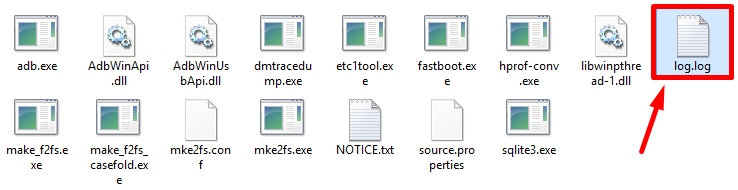 adb.exe
AdbWinApi
.dll
AdbWinUs
bApi.dll
dmtracedu
mp.exe
etc1tool.ex
e
fastboot.ex
e
hprof-conv
.exe
libwinpthr
ead-1.dll
log.log
make_f2fs.e
xe
make_f2fs_
casefold.ex
e
mke2fs.co
nf
mke2fs.exe
NOTICE.txt
source.pro
perties
sqlite3.exe